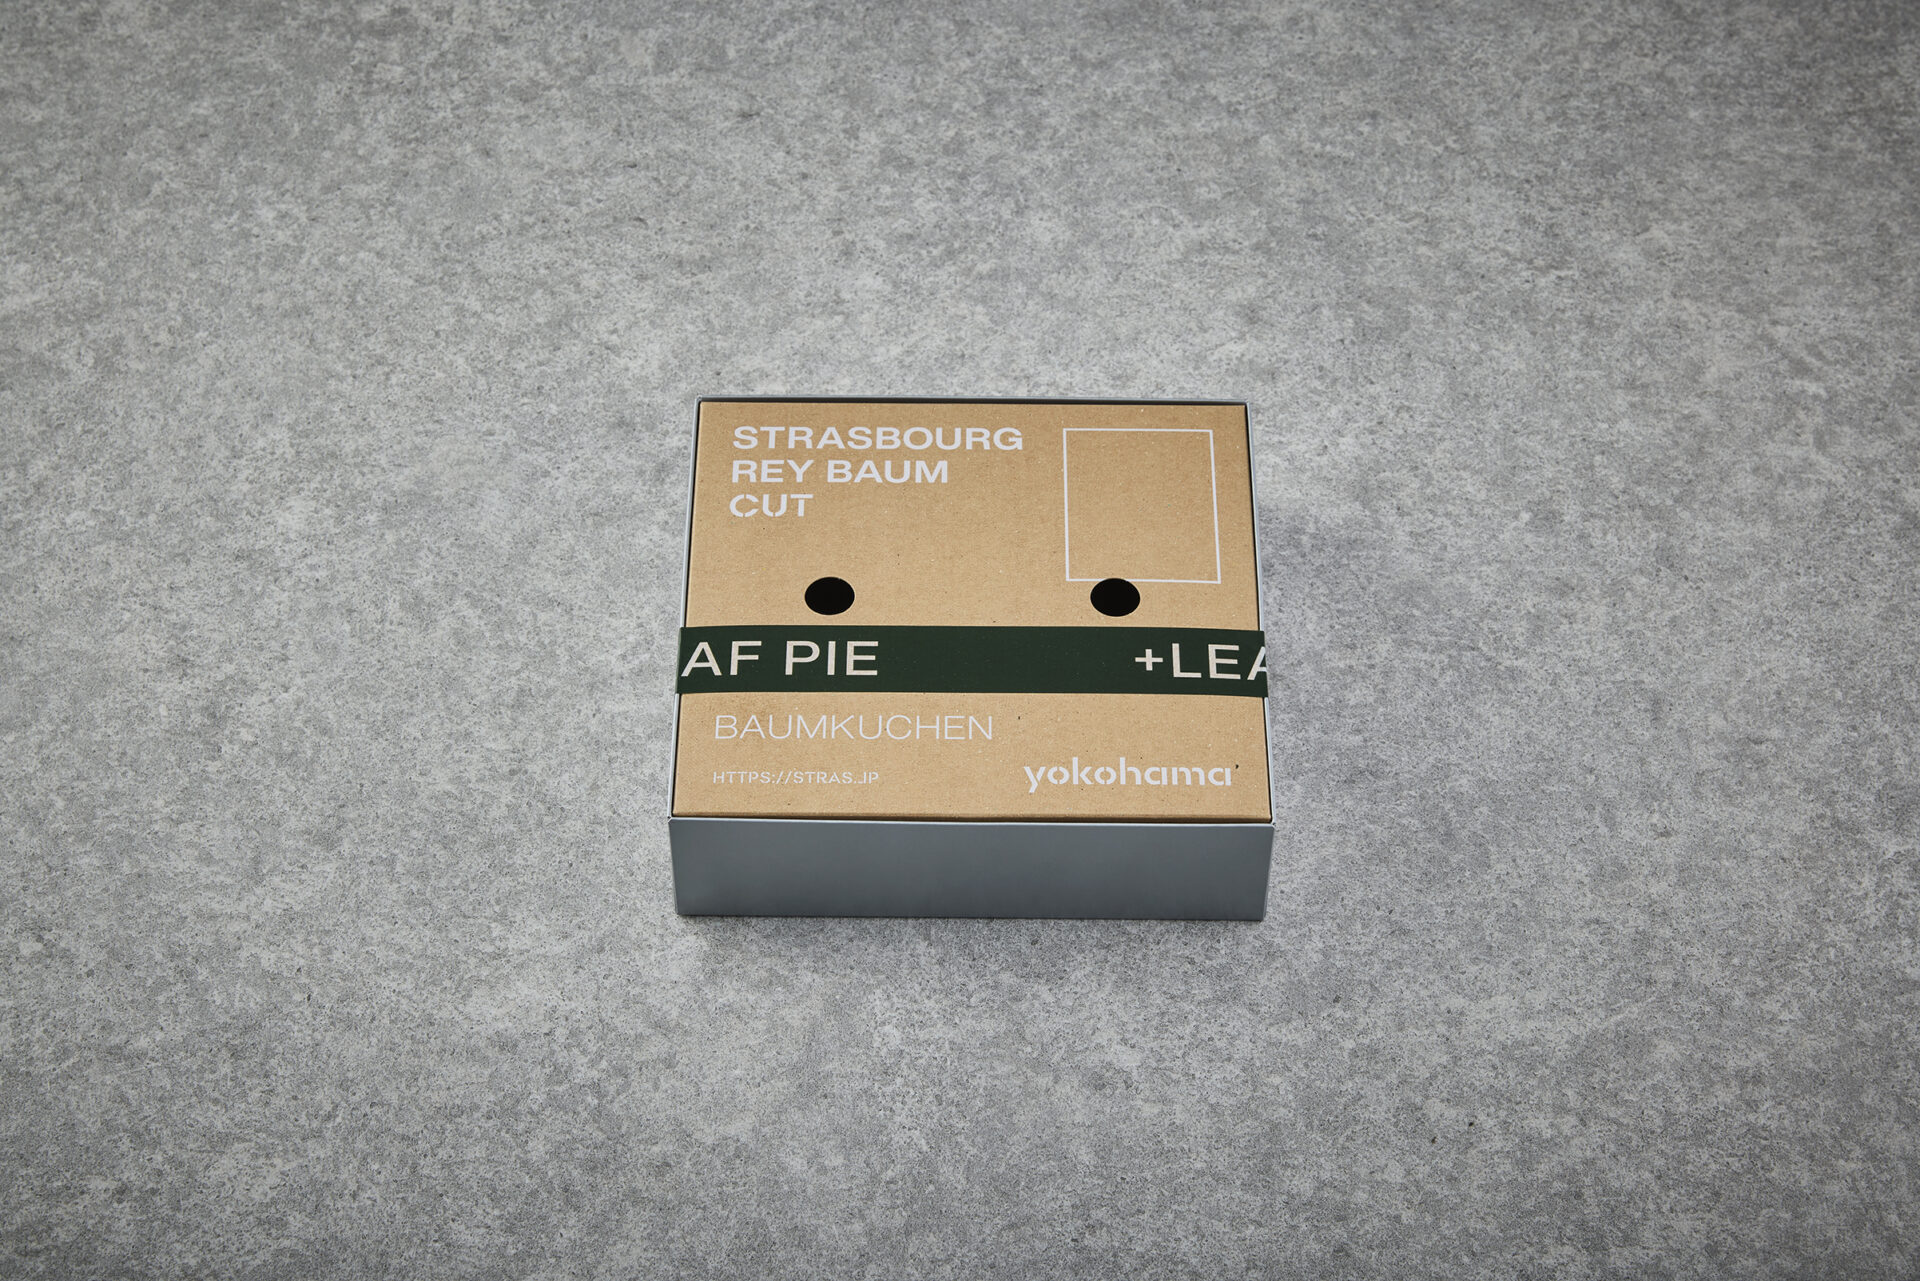 STRASBOURG
REY BAUM
CUT
AF PIE
+LEA
BAUMKUCHEN
HTTPS://STRAS.JP
yokohama